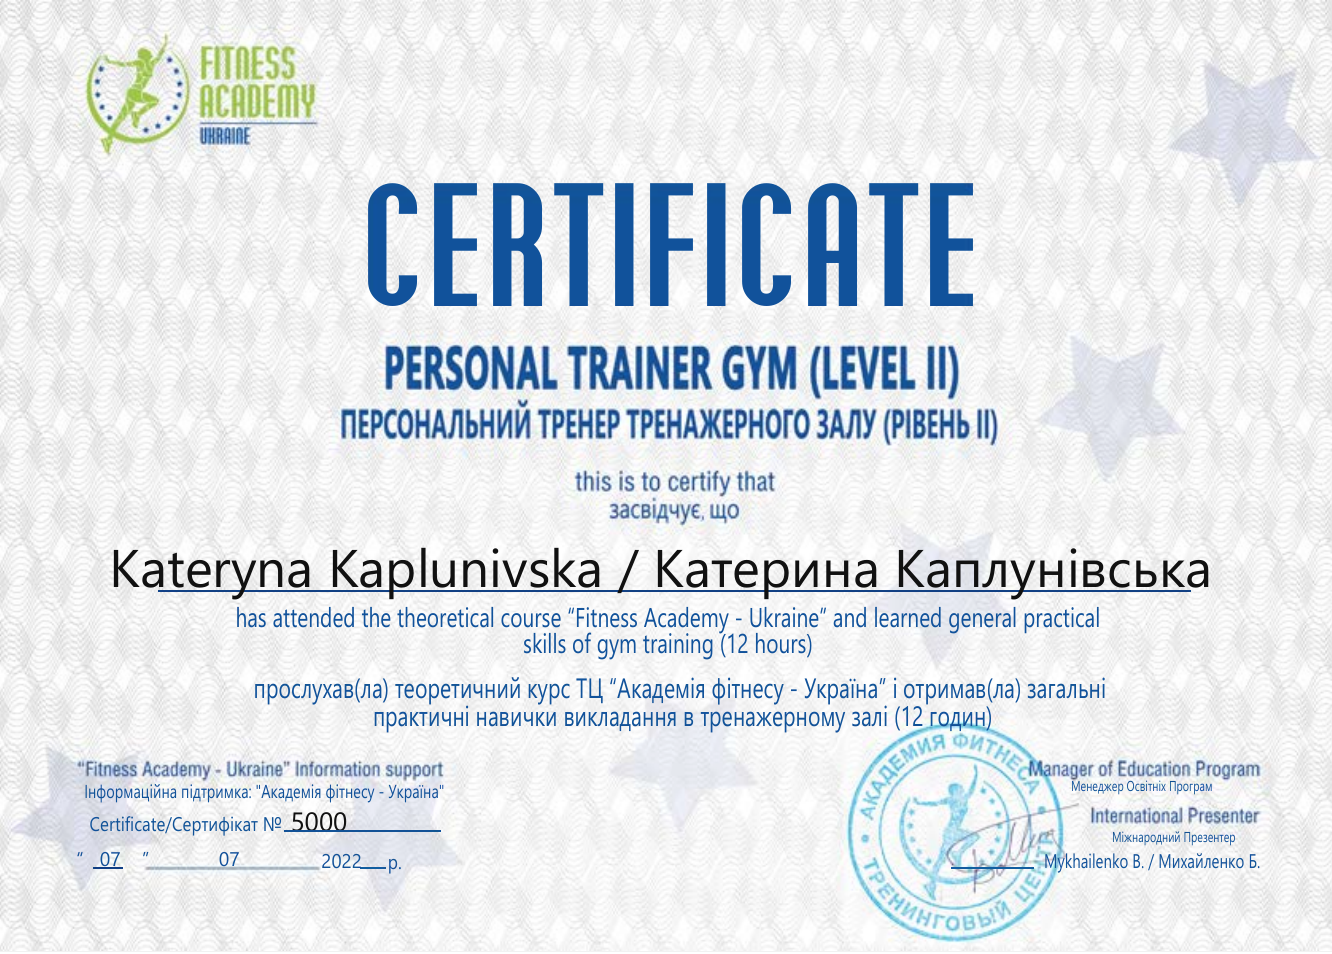 FITNESS
ACADEMY
UKRAINE
CERTIFICATE
PERSONAL TRAINER GYM (LEVEL II)
ПЕРСОНАЛЬНИЙ ТРЕНЕР ТРЕНАЖЕРНОГО ЗАЛУ (РІВЕНЬ II)
this is to certify that
засвідчує, що
Kateryna Kaplunivska / Катерина Каплунівська
has attended the theoretical course “Fitness Academy - Ukraine” and learned general practical
skills of gym training (12 hours)
прослухав(ла) теоретичний курс ТЦ “Академія фітнесу - Україна” і отримав(ла) загальні
практичні навички викладання в тренажерному залі (12 годин)
“Fitness Academy - Ukraine” Information support
Інформаційна підтримка: "Академія фітнесу - Україна"
Certificate/Сертифікат № 5000
“ 07 ” 07 2022 р.
АКАДЕМИЯ ФИТНЕСА
ТРЕНИНГОВЫЙ ЦЕНТР
Manager of Education Program
Менеджер Освітніх Програм
International Presenter
Міжнародний Презентер
Mykhailenko B. / Михайленко Б.